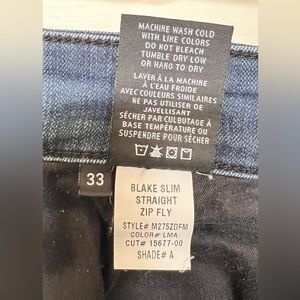 MACHINE WASH COLD
WITH LIKE COLORS
DO NOT BLEACH
TUMBLE DRY LOW
OR HANG TO DRY
LAVER À LA MACHINE
À L'EAU FROIDE
AVEC COULEURS SIMILAIRES
NE PAS UTILISER DE
JAVELLISANT
SÉCHER PAR CULBUTAGE À
BASE TEMPÉRATURE OU
SUSPENDRE POUR SÉCHER
33
BLAKE SLIM
STRAIGHT
ZIP FLY
STYLE# M275ZDFM
COLOR# LMA
CUT# 15677-00
SHADE# A